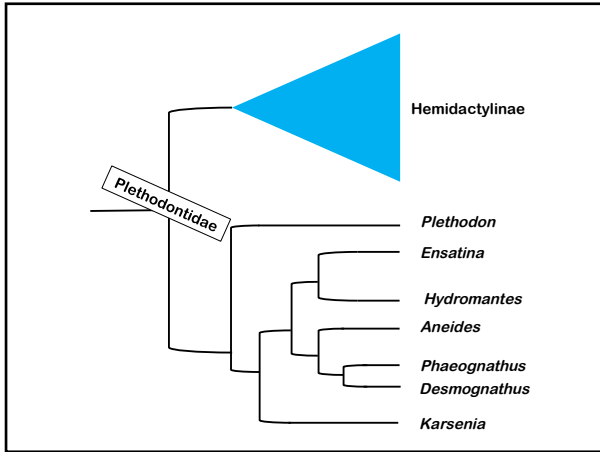 Hemidactylinae
Plethodontidae
Plethodon
Ensatina
Hydromantes
Aneides
Phaeognathus
Desmognathus
Karsenia